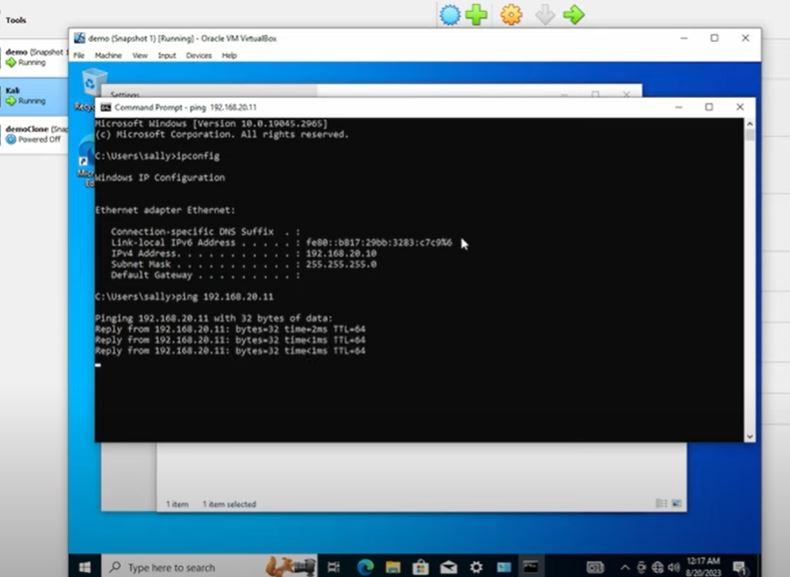 Tools
demo (Snapshot 1) [Running] - Oracle VM VirtualBox
File Machine View Input Devices Help
demo (Snapshot 1
Running
Kali
Running
demoClone (Snap
Powered Off
Settings
Command Prompt - ping 192.168.20.11
Microsoft Windows [Version 10.0.19045.2965]
(c) Microsoft Corporation. All rights reserved.
C:\Users\sally>ipconfig
Windows IP Configuration
Ethernet adapter Ethernet:
Connection-specific DNS Suffix . :
Link-local IPv6 Address . . . . . : fe80::b817:29bb:3283:c7c9%6
IPv4 Address. . . . . . . . . . . : 192.168.20.10
Subnet Mask . . . . . . . . . . . : 255.255.255.0
Default Gateway . . . . . . . . . :
C:\Users\sally>ping 192.168.20.11
Pinging 192.168.20.11 with 32 bytes of data:
Reply from 192.168.20.11: bytes=32 time=2ms TTL=64
Reply from 192.168.20.11: bytes=32 time<1ms TTL=64
Reply from 192.168.20.11: bytes=32 time<1ms TTL=64
1 item 1 item selected
Type here to search
12:17 AM
8/20/2023